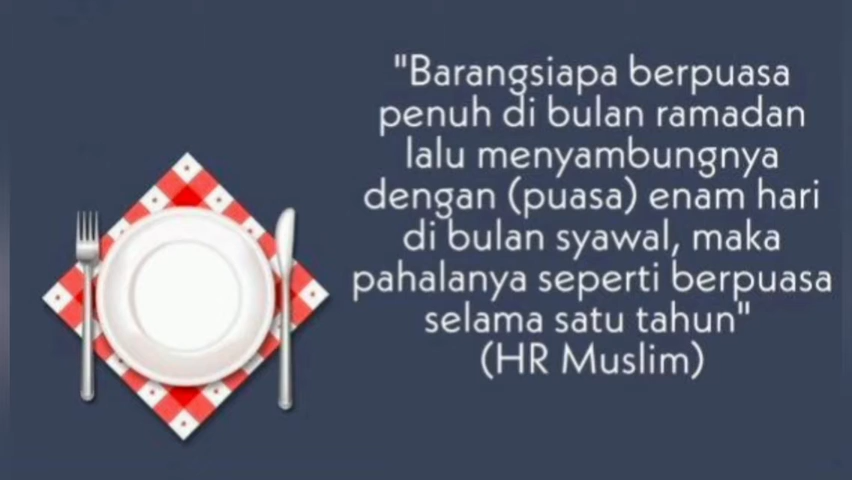 "Barangsiapa berpuasa
penuh di bulan ramadan
lalu menyambungnya
dengan (puasa) enam hari
di bulan syawal, maka
pahalanya seperti berpuasa
selama satu tahun"
(HR Muslim)